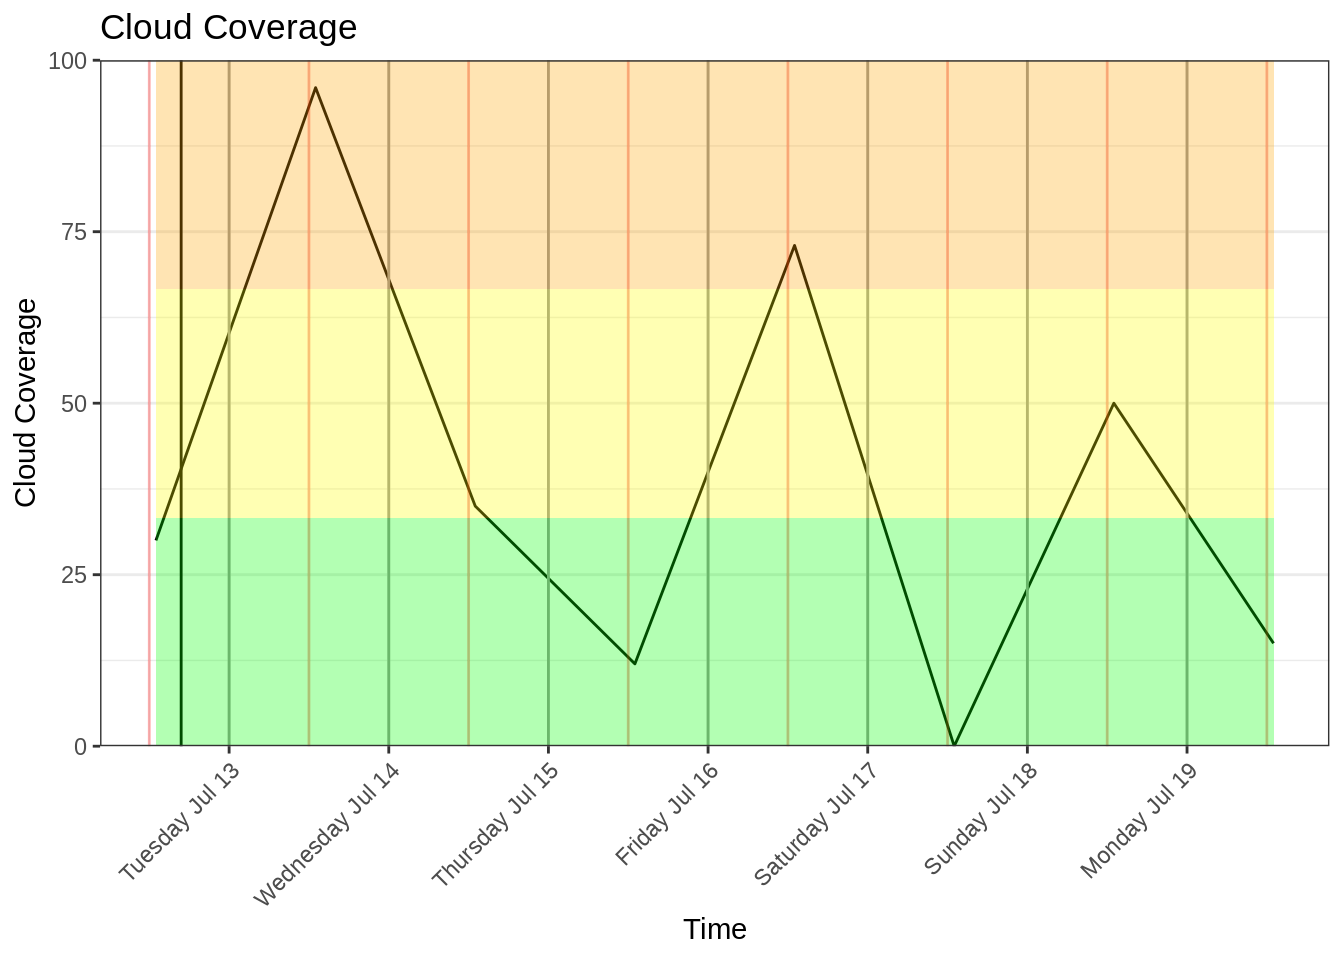 Cloud Coverage
100
75
50
25
0
Cloud Coverage
Tuesday Jul 13
Wednesday Jul 14
Thursday Jul 15
Friday Jul 16
Saturday Jul 17
Sunday Jul 18
Monday Jul 19
Time